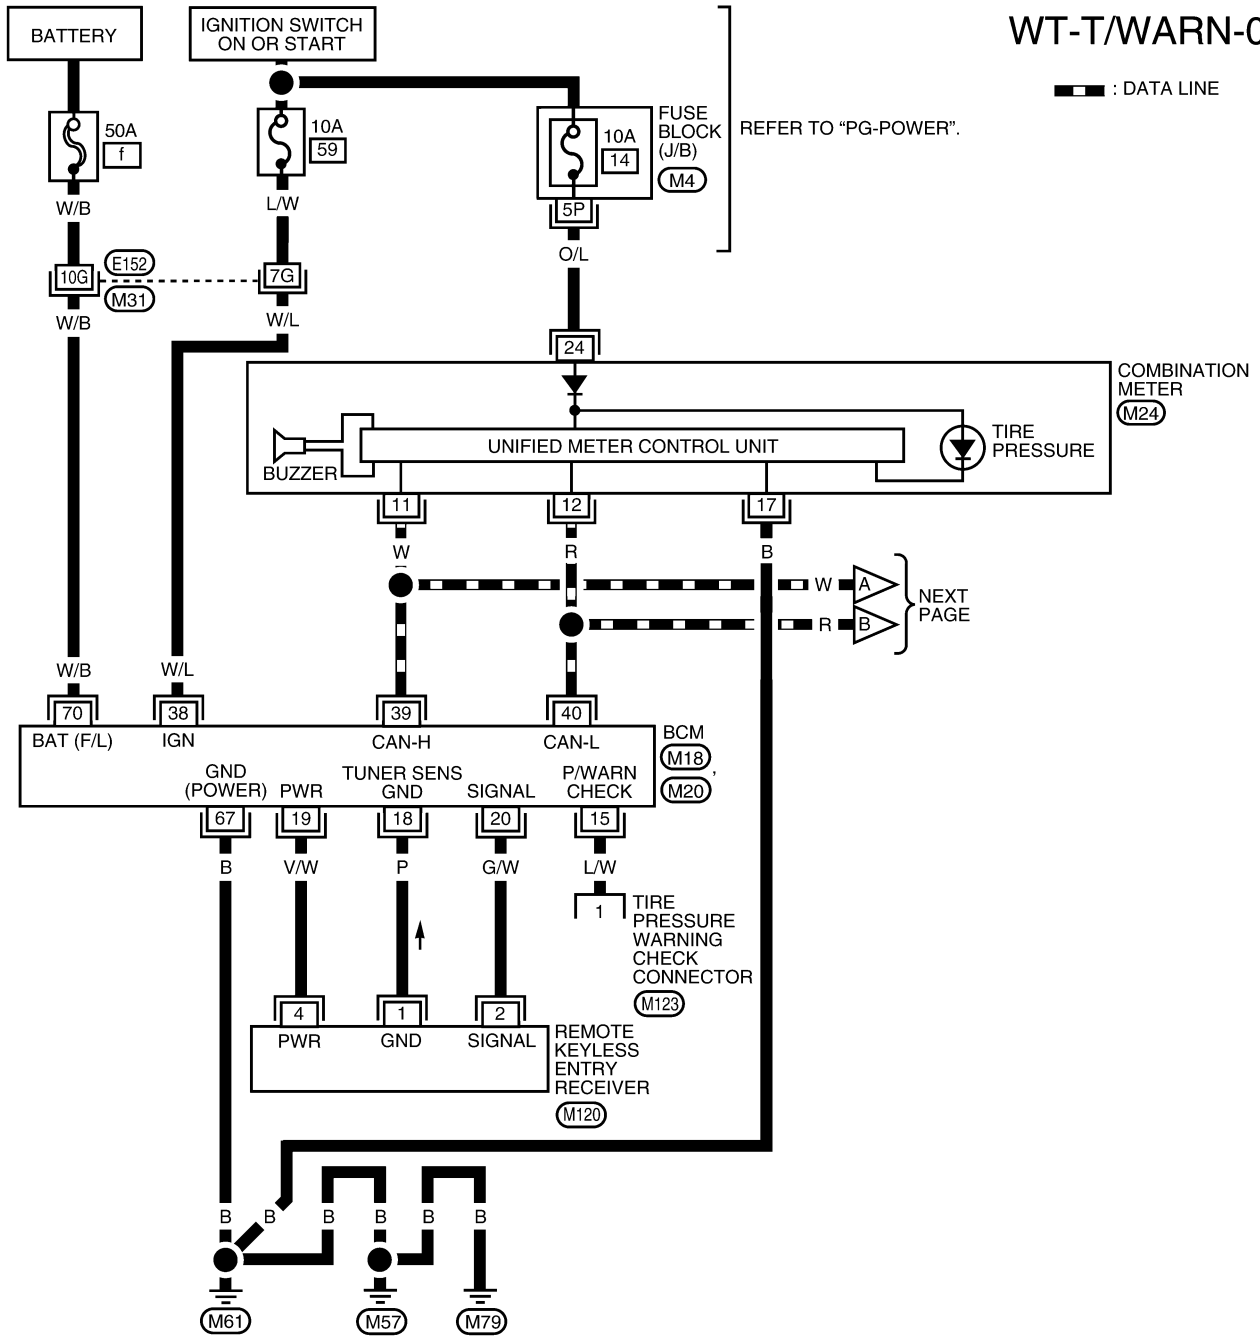 WT-T/WARN-0
BATTERY
IGNITION SWITCH
ON OR START
: DATA LINE
50A
f
10A
59
10A
14
FUSE
BLOCK
(J/B)
M4
REFER TO “PG-POWER”.
W/B
L/W
5P
O/L
10G
E152
M31
7G
W/B
W/L
24
COMBINATION
METER
M24
UNIFIED METER CONTROL UNIT
BUZZER
TIRE
PRESSURE
11
12
17
W
R
B
W
A
R
B
NEXT
PAGE
W/B
W/L
70
38
39
40
BAT (F/L)
IGN
CAN-H
CAN-L
BCM
M18
,
M20
GND
(POWER)
PWR
TUNER SENS
GND
SIGNAL
P/WARN
CHECK
67
19
18
20
15
B
V/W
P
G/W
L/W
1
TIRE
PRESSURE
WARNING
CHECK
CONNECTOR
M123
4
1
2
PWR
GND
SIGNAL
REMOTE
KEYLESS
ENTRY
RECEIVER
M120
B
B
B
B
B
B
M61
M57
M79